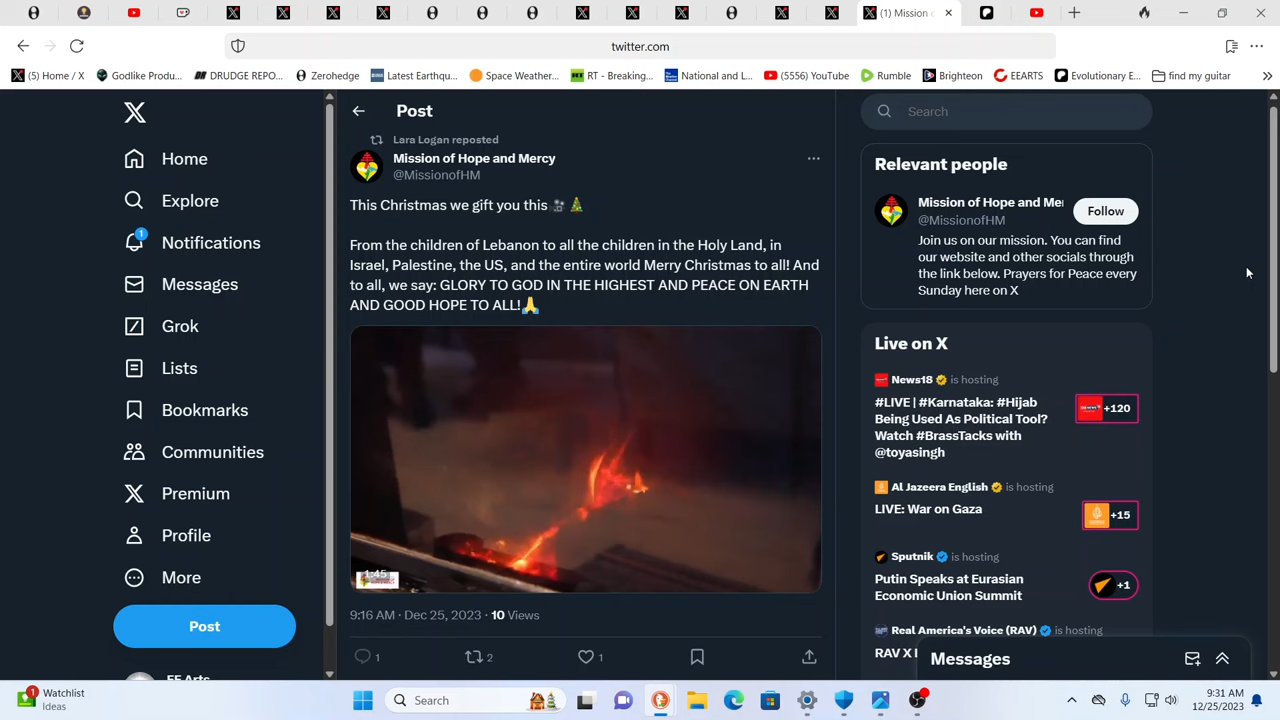 (1) Mission
twitter.com
(5) Home / X
Godlike Produ...
DRUDGE REPO...
Zerohedge
Latest Earthqu...
Space Weather...
RT - Breaking...
National and L...
(5556) YouTube
Rumble
Brighteon
EEARTS
Evolutionary E...
find my guitar
Home
Explore
1
Notifications
Messages
Grok
Lists
Bookmarks
Communities
Premium
Profile
More
Post
EE Arts
Post
Lara Logan reposted
Mission of Hope and Mercy
@MissionofHM
This Christmas we gift you this
From the children of Lebanon to all the children in the Holy Land, in
Israel, Palestine, the US, and the entire world Merry Christmas to all! And
to all, we say: GLORY TO GOD IN THE HIGHEST AND PEACE ON EARTH
AND GOOD HOPE TO ALL!
1:45
9:16 AM · Dec 25, 2023 · 10 Views
1
2
1
Search
Relevant people
Mission of Hope and Mer
@MissionofHM
Follow
Join us on our mission. You can find
our website and other socials through
the link below. Prayers for Peace every
Sunday here on X
Live on X
News18 is hosting
#LIVE | #Karnataka: #Hijab
Being Used As Political Tool?
Watch #BrassTacks with
@toyasingh
+120
Al Jazeera English is hosting
LIVE: War on Gaza
+15
Sputnik is hosting
Putin Speaks at Eurasian
Economic Union Summit
+1
Real America's Voice (RAV) is hosting
RAV X
Messages
1
Watchlist
Ideas
Search
9:31 AM
12/25/2023